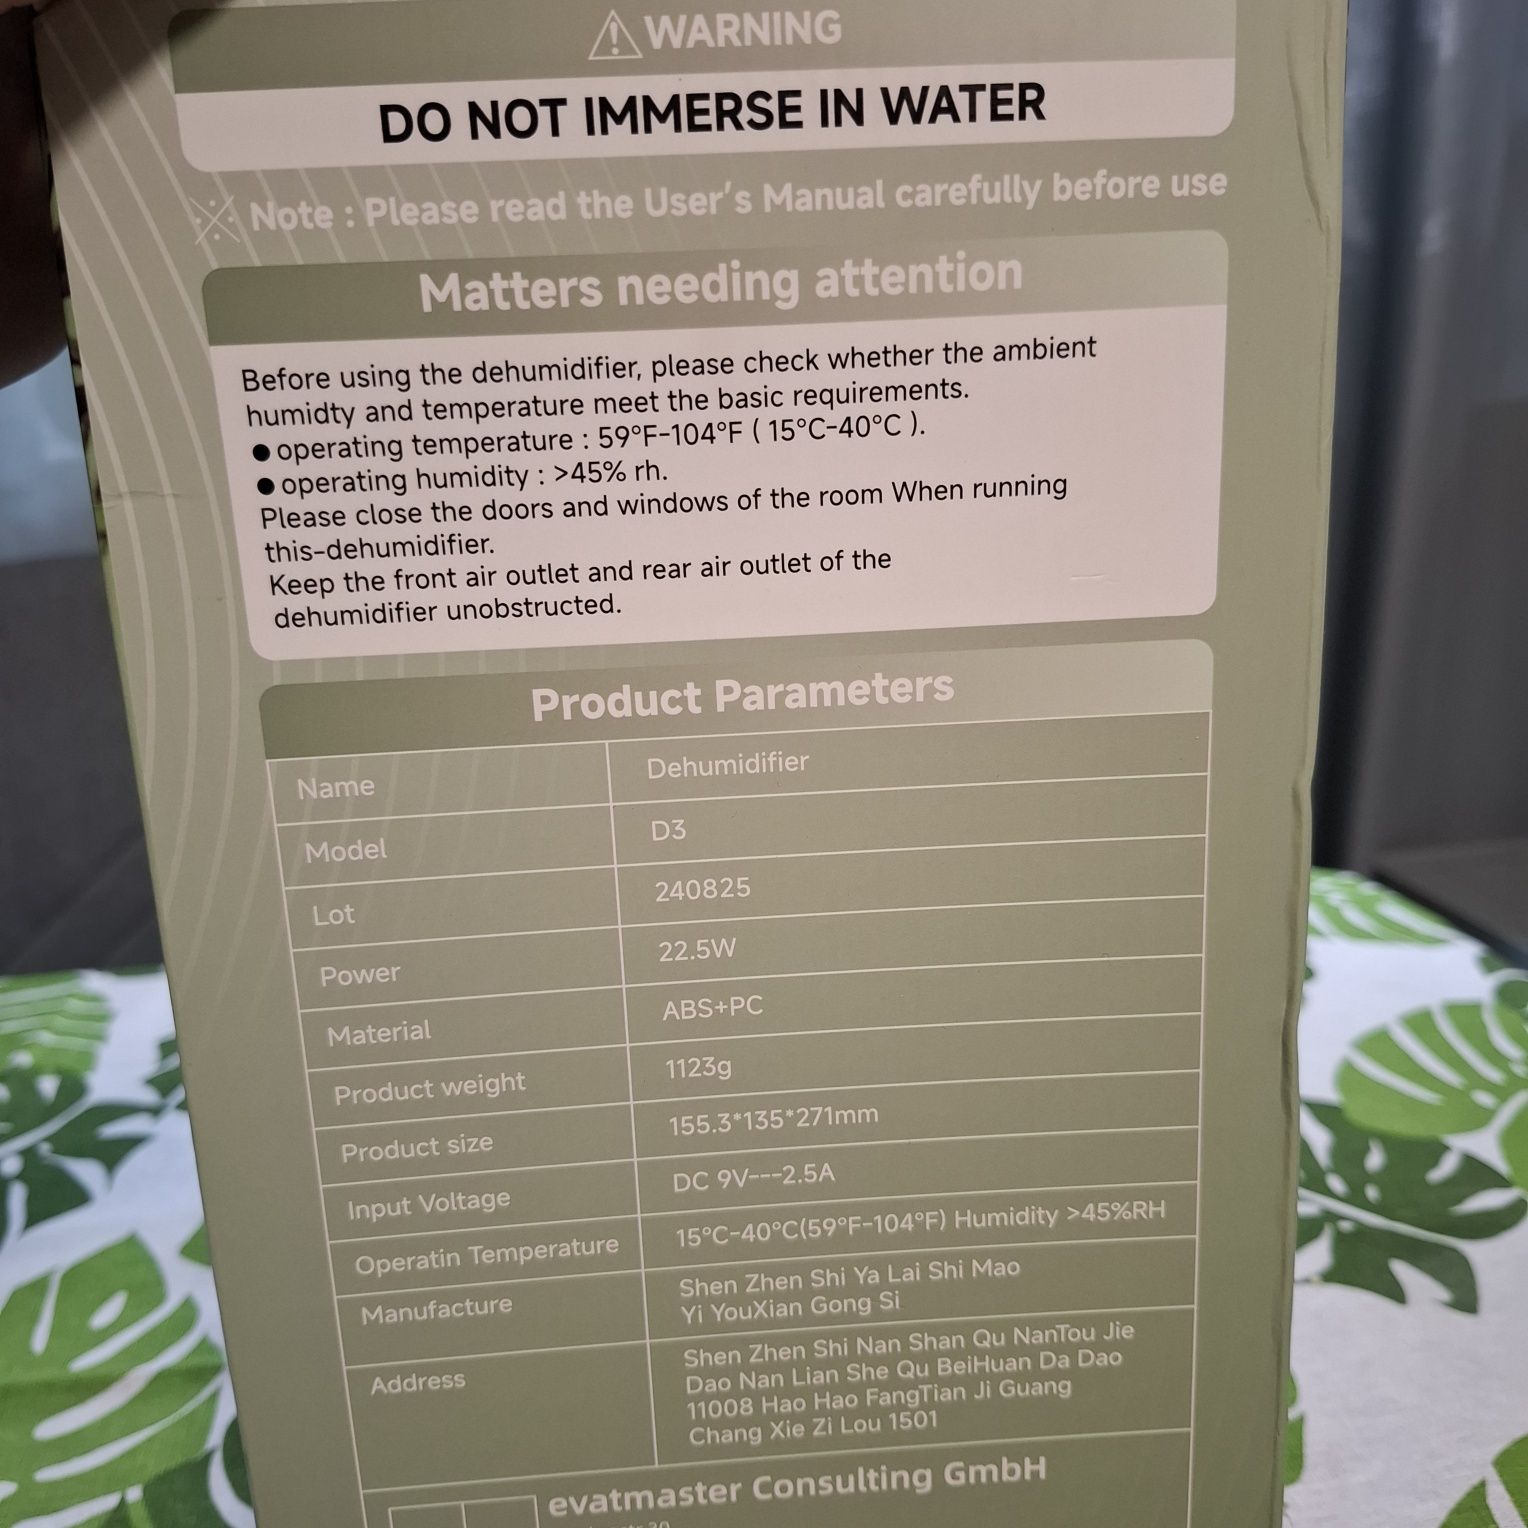 ⚠ WARNING
DO NOT IMMERSE IN WATER
※ Note : Please read the User's Manual carefully before use
Matters needing attention
Before using the dehumidifier, please check whether the ambient
humidty and temperature meet the basic requirements.
● operating temperature : 59°F-104°F ( 15°C-40°C ).
● operating humidity : >45% rh.
Please close the doors and windows of the room When running
this-dehumidifier.
Keep the front air outlet and rear air outlet of the
dehumidifier unobstructed.
Product Parameters
Name Dehumidifier
Model D3
Lot 240825
Power 22.5W
Material ABS+PC
Product weight 1123g
Product size 155.3*135*271mm
Input Voltage DC 9V---2.5A
Operatin Temperature 15°C-40°C(59°F-104°F) Humidity >45%RH
Manufacture Shen Zhen Shi Ya Lai Shi Mao
Yi YouXian Gong Si
Address Shen Zhen Shi Nan Shan Qu NanTou Jie
Dao Nan Lian She Qu BeiHuan Da Dao
11008 Hao Hao FangTian Ji Guang
Chang Xie Zi Lou 1501
evatmaster Consulting GmbH